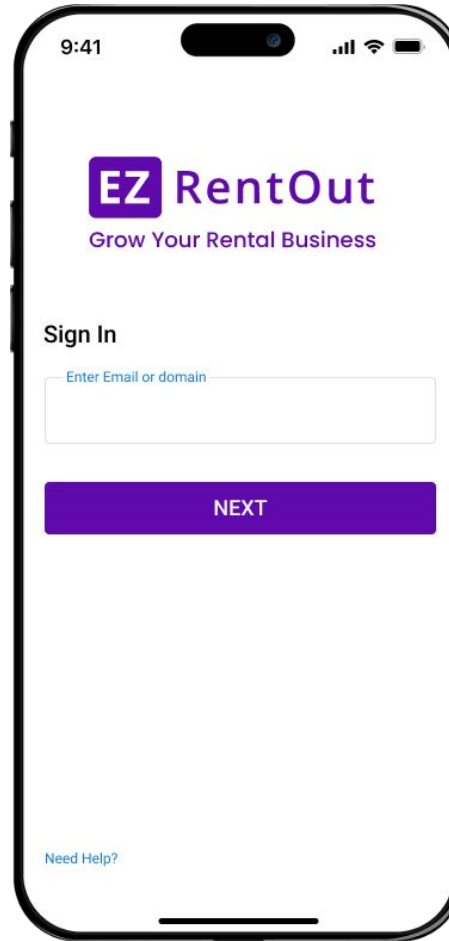 9:41
EZ RentOut
Grow Your Rental Business
Sign In
Enter Email or domain
NEXT
Need Help?